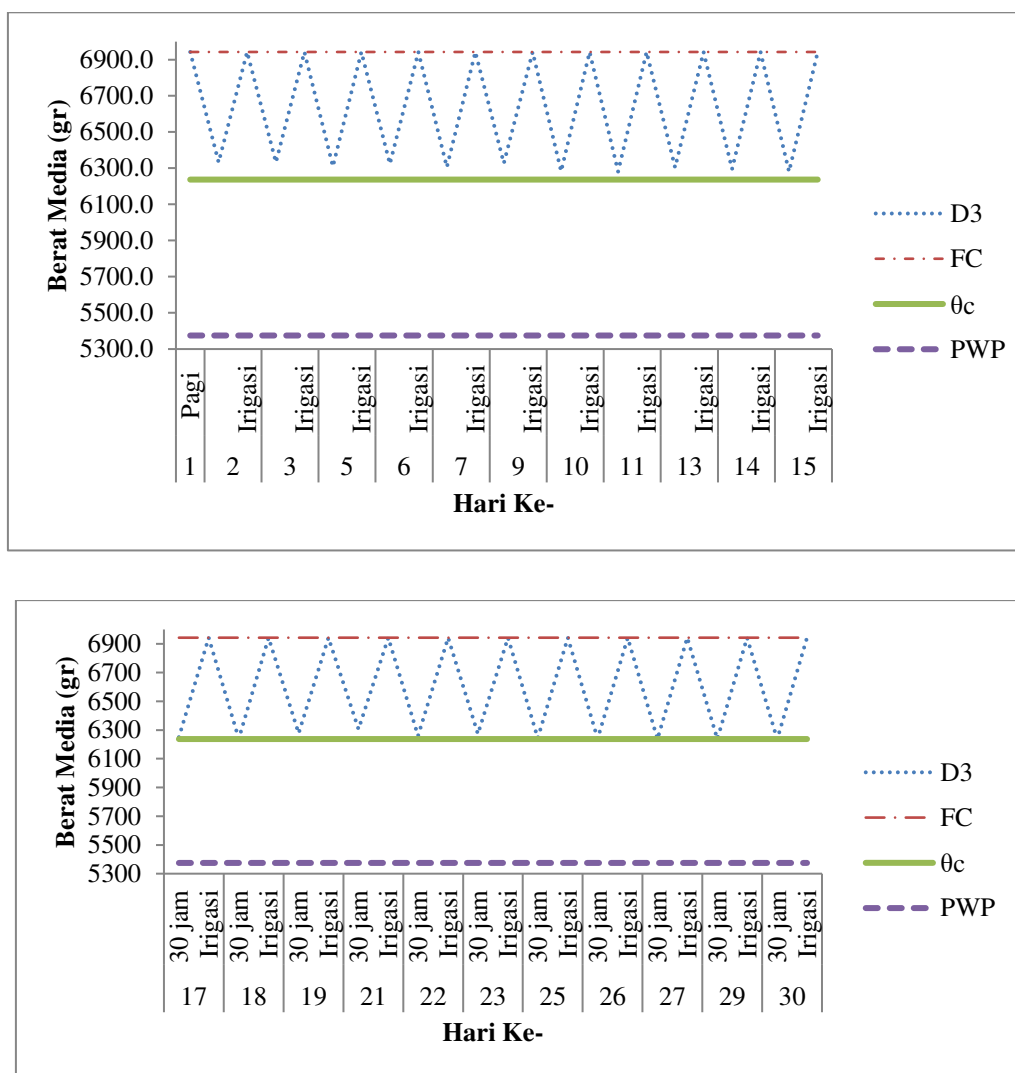 6900.0
6700.0
6500.0
6300.0
6100.0
5900.0
5700.0
5500.0
5300.0
Berat Media (gr)
Pagi Irigasi Irigasi Irigasi Irigasi Irigasi Irigasi Irigasi Irigasi Irigasi Irigasi Irigasi
1 2 3 5 6 7 9 10 11 13 14 15
Hari Ke-
D3
FC
θc
PWP
6900
6700
6500
6300
6100
5900
5700
5500
5300
Berat Media (gr)
30 jam Irigasi 30 jam Irigasi 30 jam Irigasi 30 jam Irigasi 30 jam Irigasi 30 jam Irigasi 30 jam Irigasi 30 jam Irigasi 30 jam Irigasi 30 jam Irigasi 30 jam Irigasi
17 18 19 21 22 23 25 26 27 29 30
Hari Ke-
D3
FC
θc
PWP